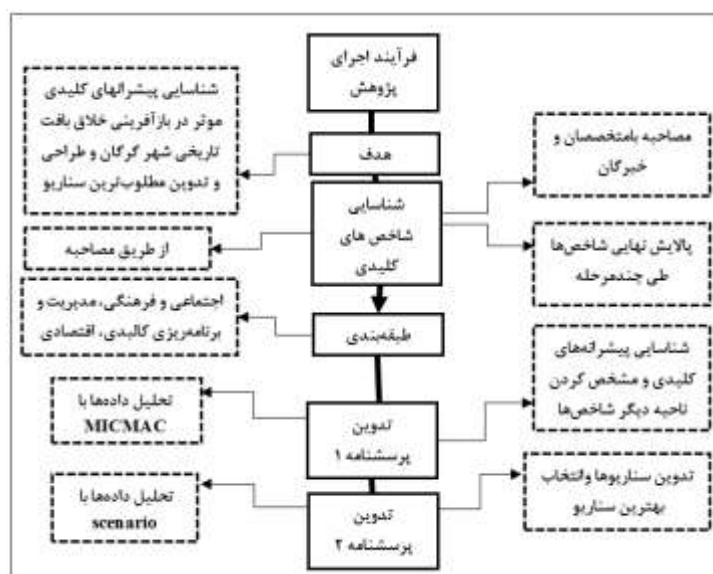 فرآیند اجرای
پژوهش
شناسایی پیشرانهای کلیدی
موثر در بازآفرینی خلاق بافت
تاریخی شهر گرگان و طراحی
و تدوین مطلوب‌ترین سناریو
هدف
مصاحبه بامتخصصان و
خبرگان
شناسایی
شاخص های
کلیدی
از طریق مصاحبه
پالایش نهایی شاخص‌ها
طی چندمرحله
اجتماعی و فرهنگی، مدیریت و
برنامه‌ریزی کالبدی، اقتصادی
طبقه‌بندی
شناسایی پیشرانه‌های
کلیدی و مشخص کردن
ناحیه دیگر شاخص‌ها
تحلیل داده‌ها با
MICMAC
تدوین
پرسشنامه ۱
تدوین سناریوها وانتخاب
بهترین سناریو
تحلیل داده‌ها با
scenario
تدوین
پرسشنامه ۲